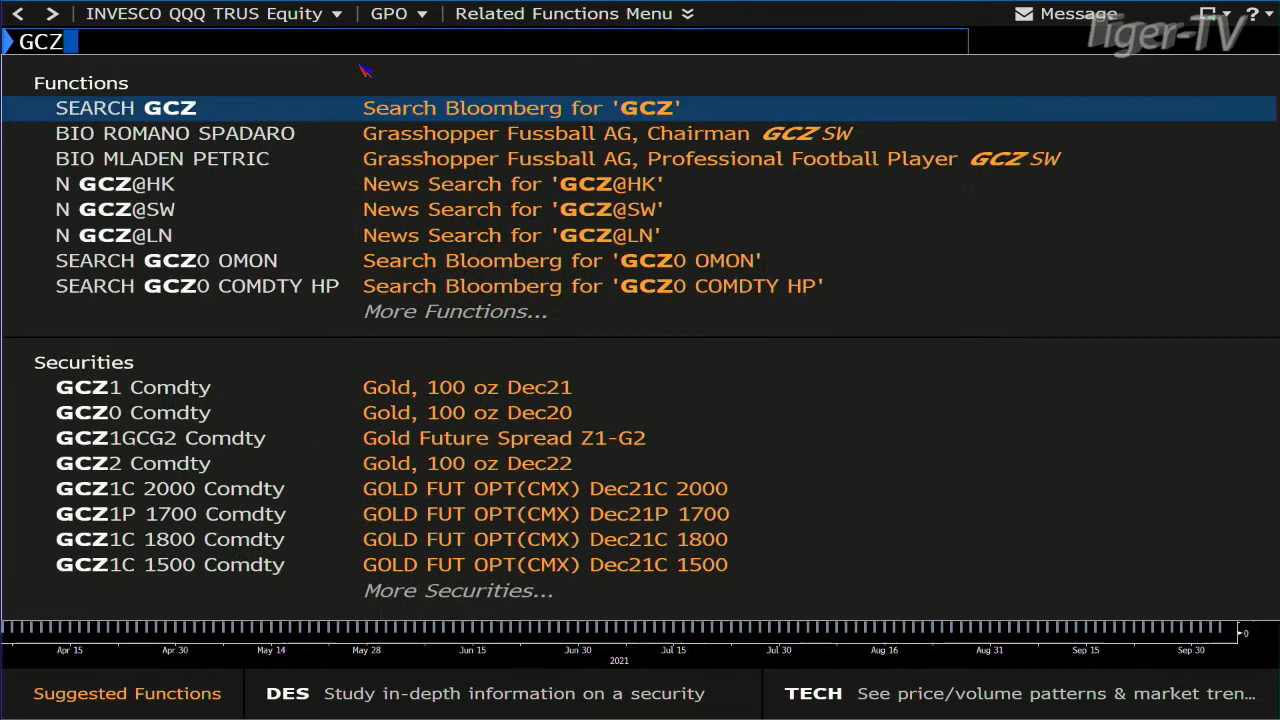 INVESCO QQQ TRUS Equity GPO Related Functions Menu Message ?
Tiger-TV
GCZ
Functions
SEARCH GCZ Search Bloomberg for 'GCZ'
BIO ROMANO SPADARO Grasshopper Fussball AG, Chairman GCZ SW
BIO MLADEN PETRIC Grasshopper Fussball AG, Professional Football Player GCZ SW
N GCZ@HK News Search for 'GCZ@HK'
N GCZ@SW News Search for 'GCZ@SW'
N GCZ@LN News Search for 'GCZ@LN'
SEARCH GCZ0 OMON Search Bloomberg for 'GCZ0 OMON'
SEARCH GCZ0 COMDTY HP Search Bloomberg for 'GCZ0 COMDTY HP'
More Functions...
Securities
GCZ1 Comdty Gold, 100 oz Dec21
GCZ0 Comdty Gold, 100 oz Dec20
GCZ1GCG2 Comdty Gold Future Spread Z1-G2
GCZ2 Comdty Gold, 100 oz Dec22
GCZ1C 2000 Comdty GOLD FUT OPT(CMX) Dec21C 2000
GCZ1P 1700 Comdty GOLD FUT OPT(CMX) Dec21P 1700
GCZ1C 1800 Comdty GOLD FUT OPT(CMX) Dec21C 1800
GCZ1C 1500 Comdty GOLD FUT OPT(CMX) Dec21C 1500
More Securities...
0
Apr 15 Apr 30 May 14 May 28 Jun 15 Jun 30 Jul 15 Jul 30 Aug 16 Aug 31 Sep 15 Sep 30
2021
Suggested Functions DES Study in-depth information on a security TECH See price/volume patterns & market tren...